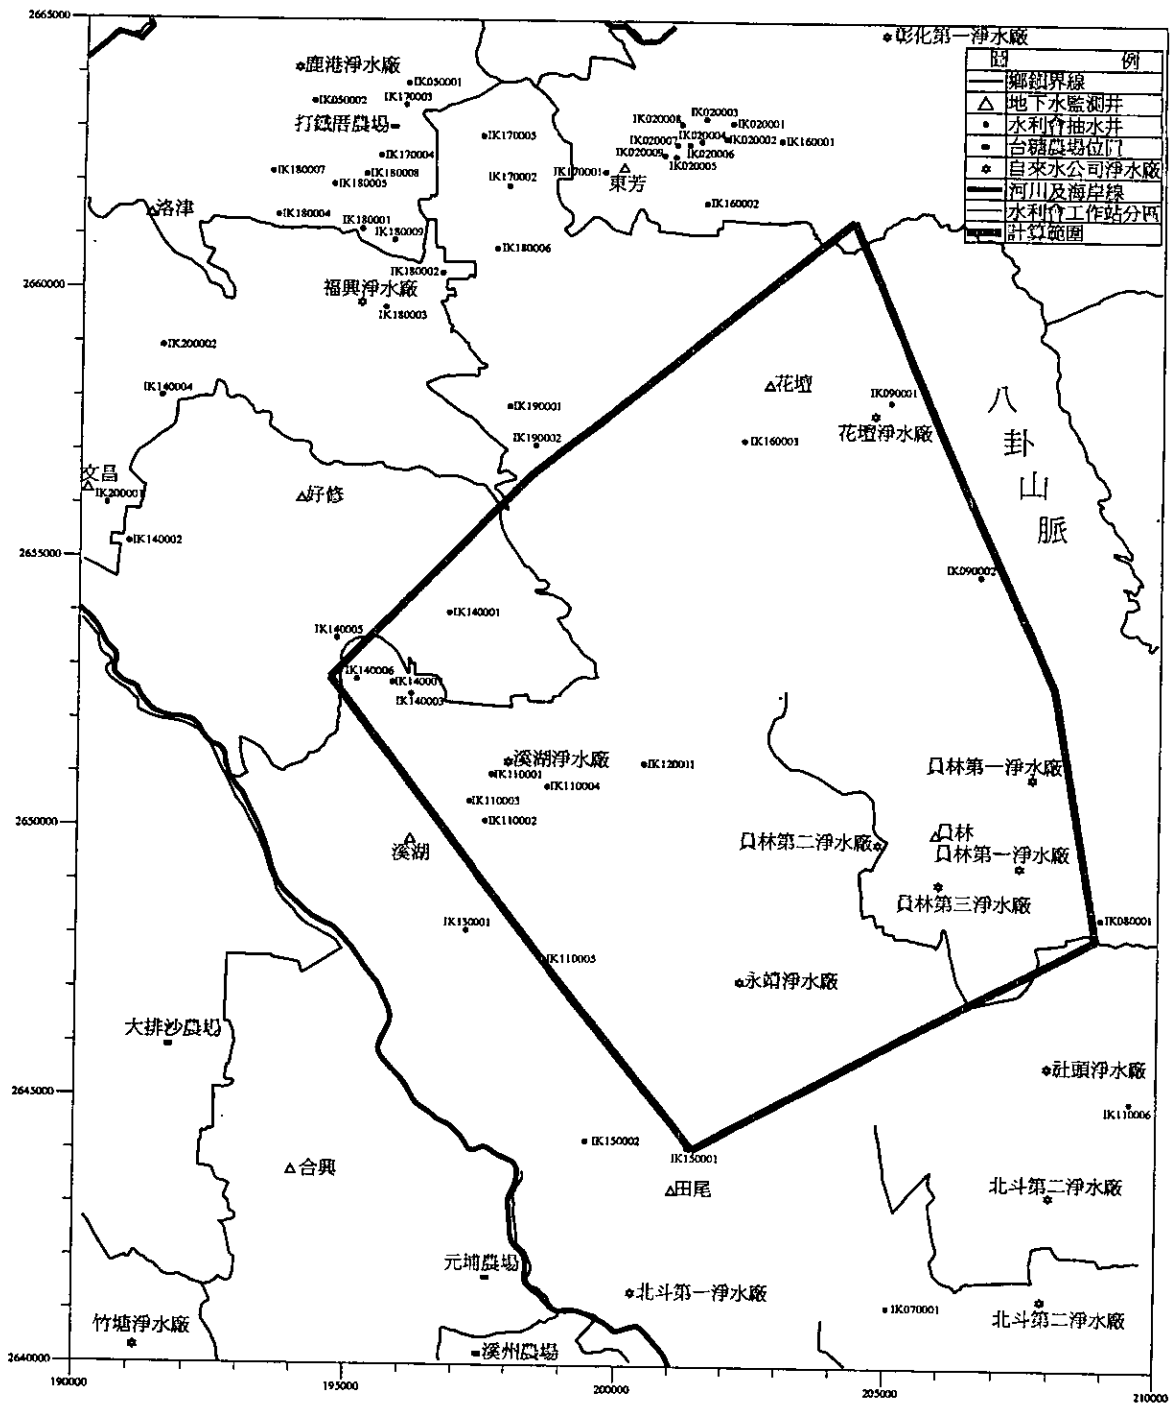 2665000
彰化第一淨水廠
圖 例
鄉鎮界線
地下水監測井
水利會抽水井
台糖農場位置
自來水公司淨水廠
河川及海岸線
水利會工作站分區
計算範圍
鹿港淨水廠
IK050001
IK050002
IK170003
打鐵厝農場
IK020003
IK020008
IK020001
IK170005
IK020007
IK020004
IK020002
IK160001
IK170004
IK020009
IK020006
IK020005
IK180007
IK180008
IK170001
東芳
IK180005
IK170002
IK160002
洛津
IK180004
IK180001
IK180009
IK180006
IK180002
2660000
福興淨水廠
IK180003
IK200002
花壇
IK140004
IK090001
八
卦
山
脈
IK190001
花壇淨水廠
IK190002
IK160003
文昌
IK200001
好修
IK140002
2655000
IK090002
IK140001
IK140005
IK140006
IK140007
IK140003
溪湖淨水廠
IK120011
員林第一淨水廠
IK110001
IK110004
IK110003
2650000
IK110002
員林
員林第二淨水廠
溪湖
員林第一淨水廠
員林第三淨水廠
IK130001
IK080001
IK110005
永靖淨水廠
大排沙農場
社頭淨水廠
2645000
IK110006
IK150002
IK150001
合興
田尾
北斗第二淨水廠
元埔農場
北斗第一淨水廠
IK070001
竹塘淨水廠
北斗第二淨水廠
溪州農場
2640000
190000
195000
200000
205000
210000